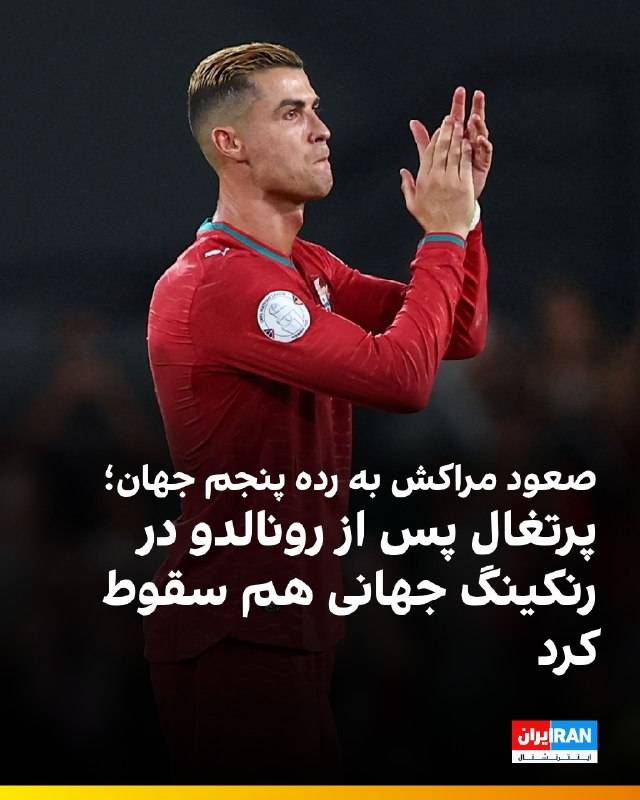 صعود مراکش به رده پنجم جهان؛
پرتغال پس از رونالدو در
رنکینگ جهانی هم سقوط
کرد
ایران IRAN
اینترنشنال